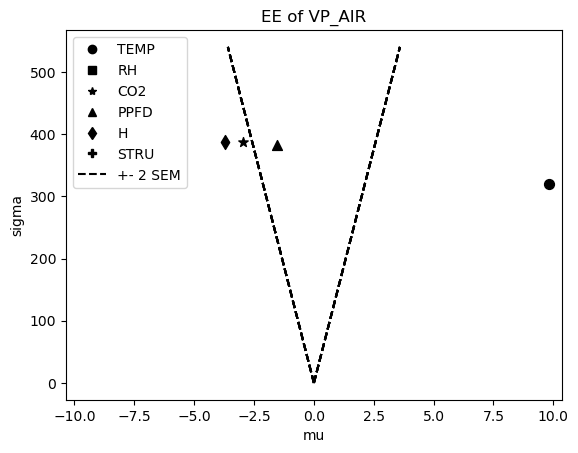 EE of VP_AIR
TEMP
RH
CO2
PPFD
H
STRU
+- 2 SEM
500
400
300
200
100
0
sigma
−10.0 −7.5 −5.0 −2.5 0.0 2.5 5.0 7.5 10.0
mu